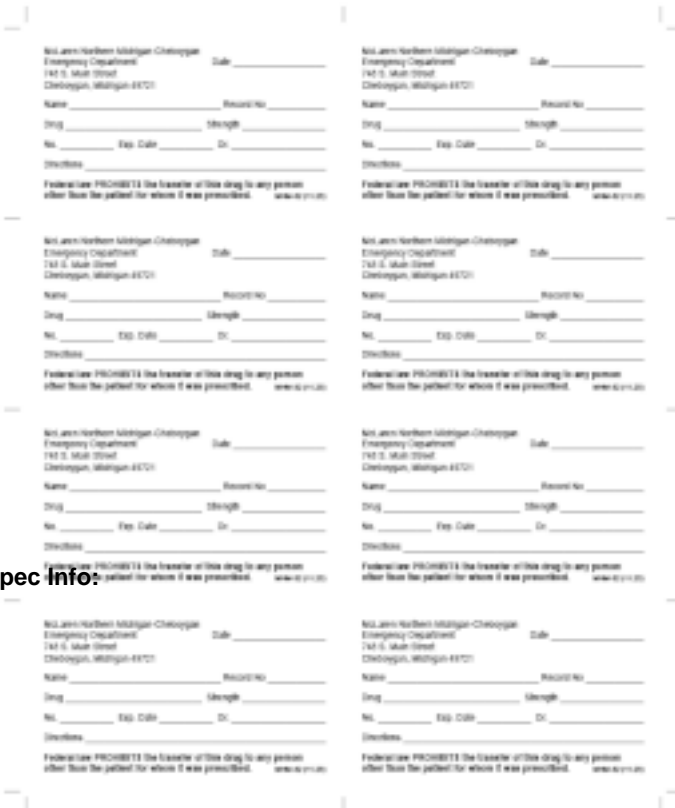 McLaren Northern Michigan-Cheboygan
Emergency Department Date
748 S. Main Street
Cheboygan, Michigan 49721
Name Record No
Drug Strength
No. Exp. Date Dr.
Directions
Federal law PROHIBITS the transfer of this drug to any person
other than the patient for whom it was prescribed.
McLaren Northern Michigan-Cheboygan
Emergency Department Date
748 S. Main Street
Cheboygan, Michigan 49721
Name Record No
Drug Strength
No. Exp. Date Dr.
Directions
Federal law PROHIBITS the transfer of this drug to any person
other than the patient for whom it was prescribed.
McLaren Northern Michigan-Cheboygan
Emergency Department Date
748 S. Main Street
Cheboygan, Michigan 49721
Name Record No
Drug Strength
No. Exp. Date Dr.
Directions
Federal law PROHIBITS the transfer of this drug to any person
other than the patient for whom it was prescribed.
McLaren Northern Michigan-Cheboygan
Emergency Department Date
748 S. Main Street
Cheboygan, Michigan 49721
Name Record No
Drug Strength
No. Exp. Date Dr.
Directions
Federal law PROHIBITS the transfer of this drug to any person
other than the patient for whom it was prescribed.
McLaren Northern Michigan-Cheboygan
Emergency Department Date
748 S. Main Street
Cheboygan, Michigan 49721
Name Record No
Drug Strength
No. Exp. Date Dr.
Directions
Federal law PROHIBITS the transfer of this drug to any person
pec Info:
patient for whom it was prescribed.
McLaren Northern Michigan-Cheboygan
Emergency Department Date
748 S. Main Street
Cheboygan, Michigan 49721
Name Record No
Drug Strength
No. Exp. Date Dr.
Directions
Federal law PROHIBITS the transfer of this drug to any person
other than the patient for whom it was prescribed.
McLaren Northern Michigan-Cheboygan
Emergency Department Date
748 S. Main Street
Cheboygan, Michigan 49721
Name Record No
Drug Strength
No. Exp. Date Dr.
Directions
Federal law PROHIBITS the transfer of this drug to any person
other than the patient for whom it was prescribed.
McLaren Northern Michigan-Cheboygan
Emergency Department Date
748 S. Main Street
Cheboygan, Michigan 49721
Name Record No
Drug Strength
No. Exp. Date Dr.
Directions
Federal law PROHIBITS the transfer of this drug to any person
other than the patient for whom it was prescribed.